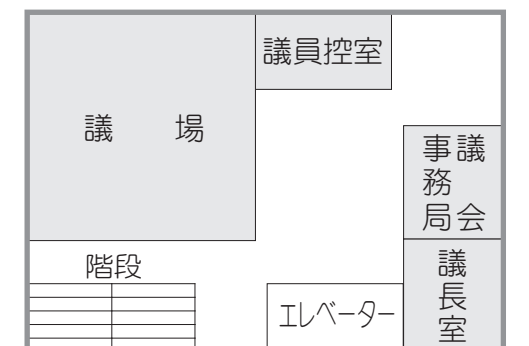 議員控室
議　　場
議会
事務局
階段
エレベーター
議長室